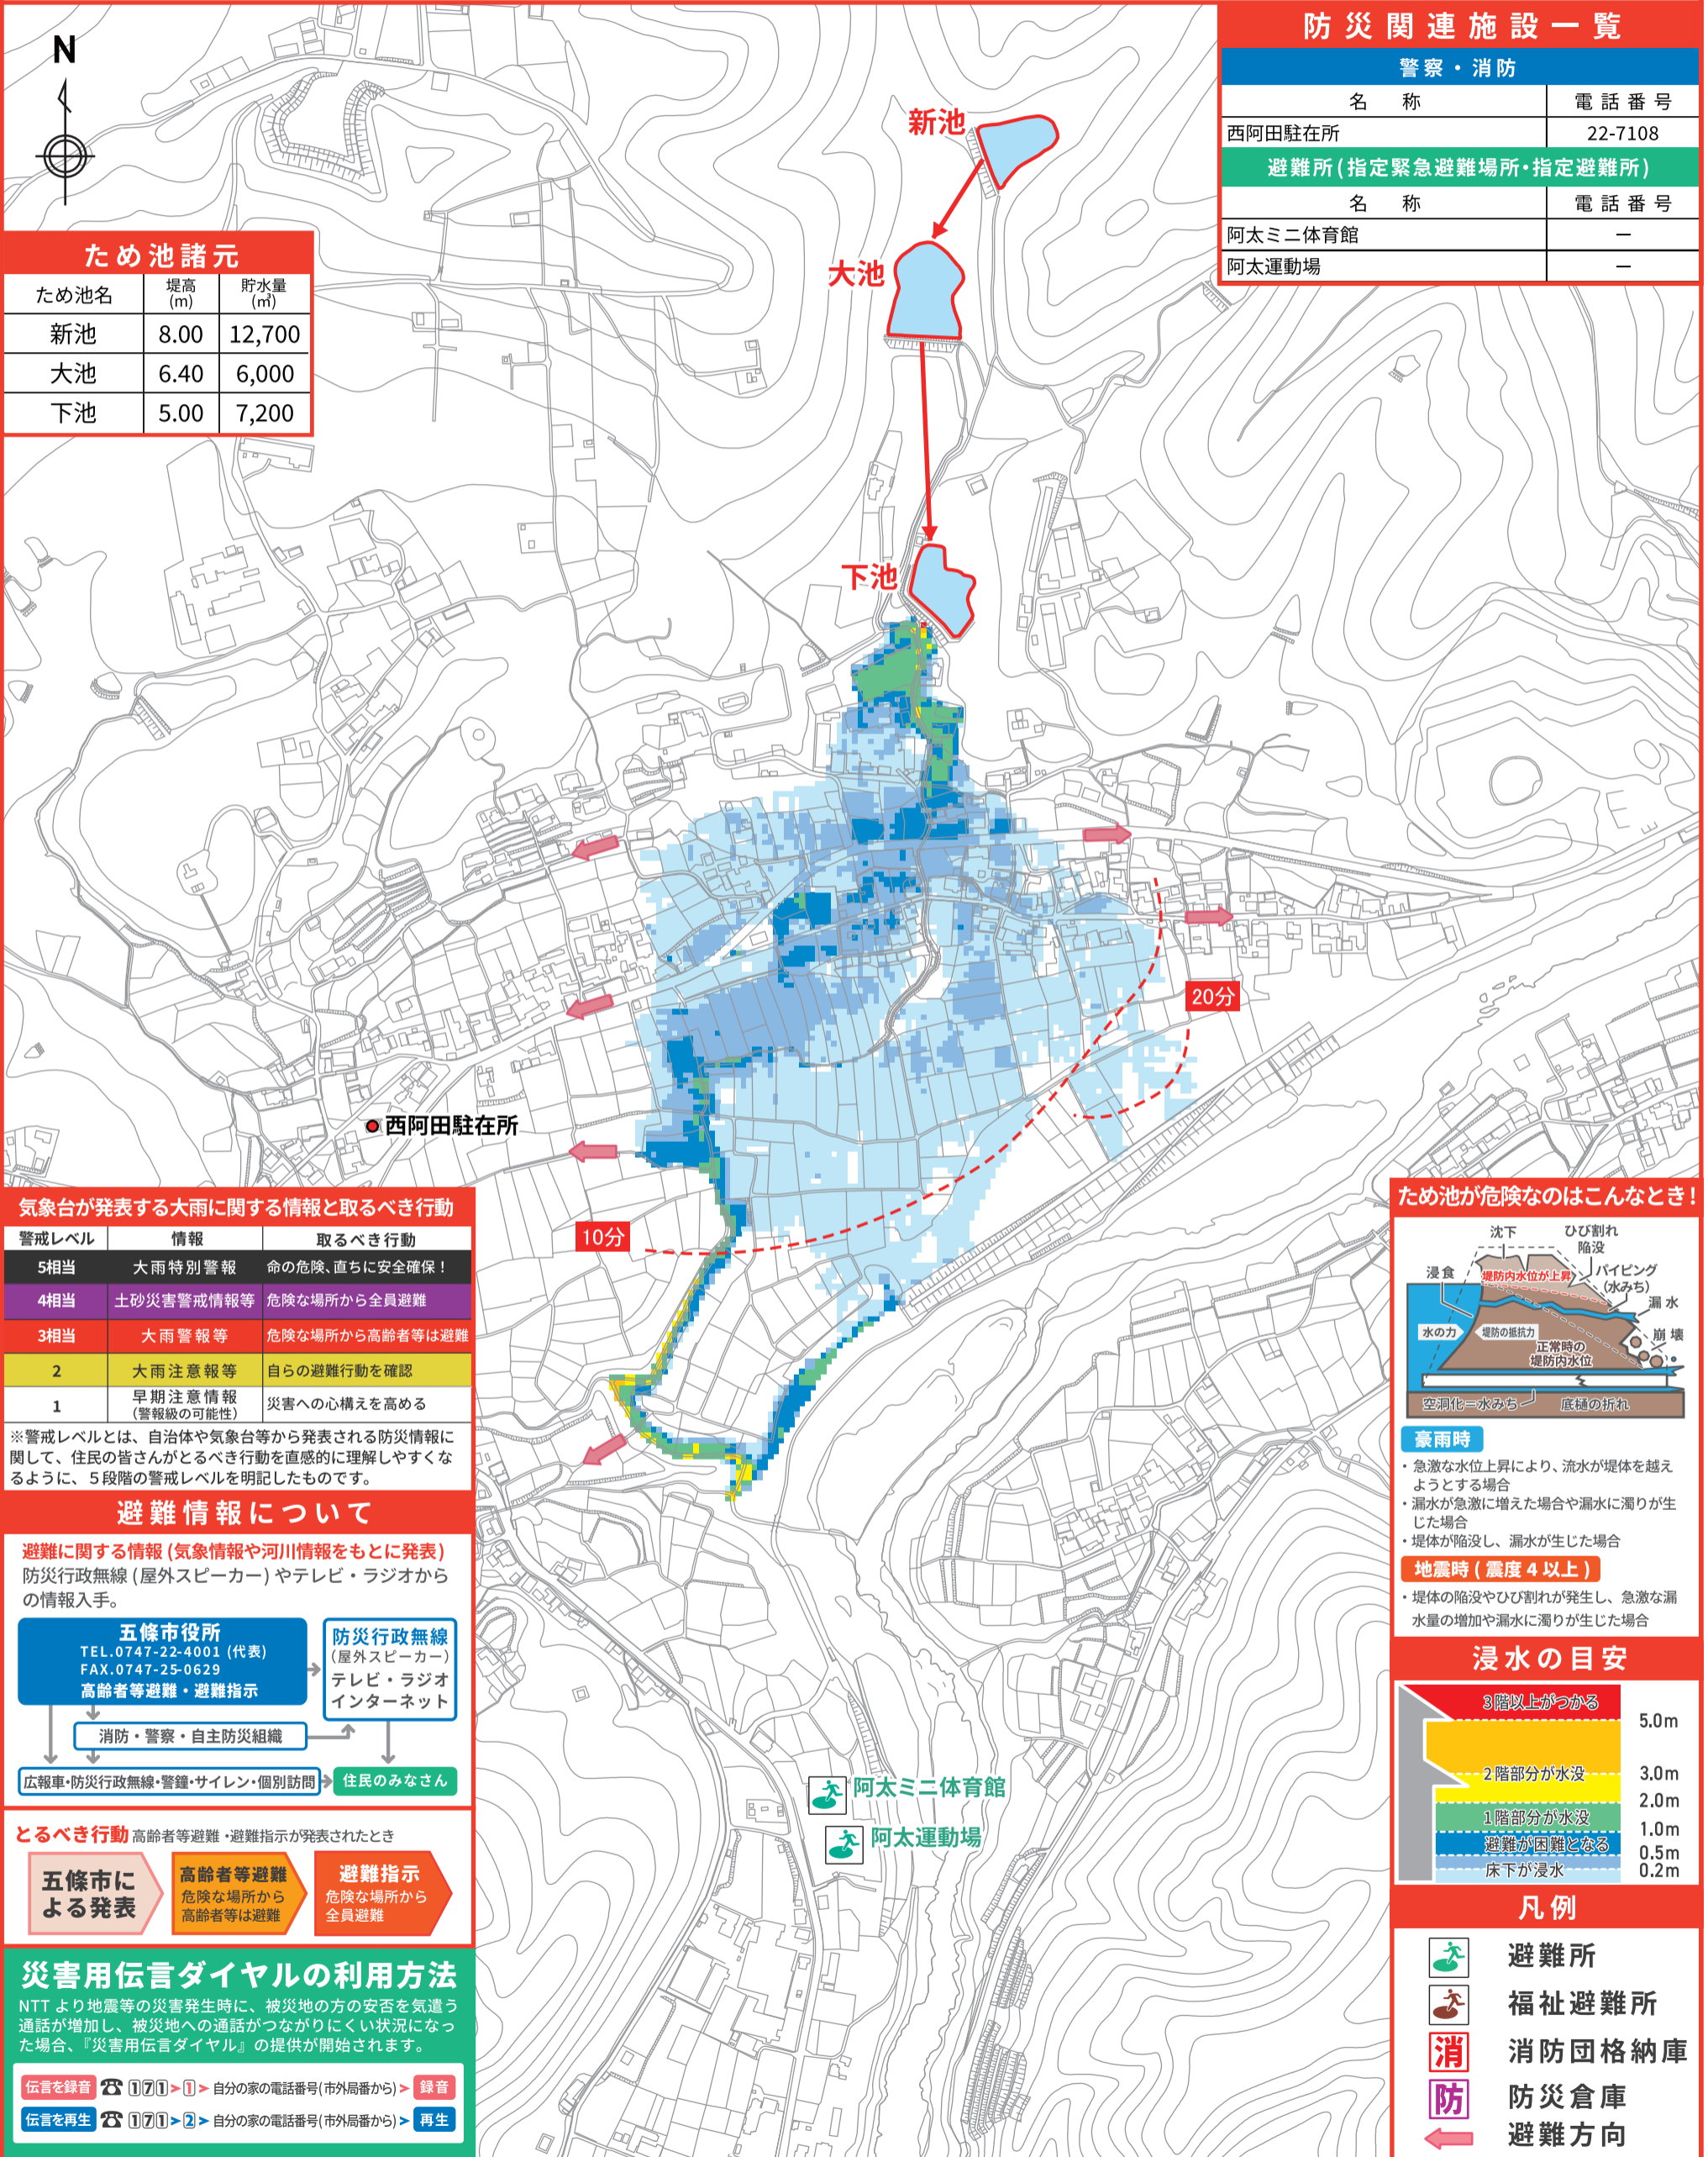 N
防災関連施設一覧
警察・消防
名 称 電話番号
西阿田駐在所 22-7108
避難所(指定緊急避難場所・指定避難所)
名 称 電話番号
阿太ミニ体育館 －
阿太運動場 －
ため池諸元
ため池名 堤高(m) 貯水量(㎥)
新池 8.00 12,700
大池 6.40 6,000
下池 5.00 7,200
新池
大池
下池
20分
10分
西阿田駐在所
阿太ミニ体育館
阿太運動場
気象台が発表する大雨に関する情報と取るべき行動
警戒レベル 情報 取るべき行動
5相当 大雨特別警報 命の危険、直ちに安全確保！
4相当 土砂災害警戒情報等 危険な場所から全員避難
3相当 大雨警報等 危険な場所から高齢者等は避難
2 大雨注意報等 自らの避難行動を確認
1 早期注意情報(警報級の可能性) 災害への心構えを高める
※警戒レベルとは、自治体や気象台等から発表される防災情報に
関して、住民の皆さんがとるべき行動を直感的に理解しやすくな
るように、５段階の警戒レベルを明記したものです。
避難情報について
避難に関する情報(気象情報や河川情報をもとに発表)
防災行政無線(屋外スピーカー)やテレビ・ラジオから
の情報入手。
五條市役所
TEL.0747-22-4001 (代表)
FAX.0747-25-0629
高齢者等避難・避難指示
防災行政無線
(屋外スピーカー)
テレビ・ラジオ
インターネット
消防・警察・自主防災組織
広報車・防災行政無線・警鐘・サイレン・個別訪問
住民のみなさん
とるべき行動 高齢者等避難・避難指示が発表されたとき
五條市に
よる発表
高齢者等避難
危険な場所から
高齢者等は避難
避難指示
危険な場所から
全員避難
災害用伝言ダイヤルの利用方法
NTTより地震等の災害発生時に、被災地の方の安否を気遣う
通話が増加し、被災地への通話がつながりにくい状況になっ
た場合、『災害用伝言ダイヤル』の提供が開始されます。
伝言を録音 ☎ 171 > 1 > 自分の家の電話番号(市外局番から) > 録音
伝言を再生 ☎ 171 > 2 > 自分の家の電話番号(市外局番から) > 再生
ため池が危険なのはこんなとき！
沈下
ひび割れ
陥没
浸食
堤防内水位が上昇
パイピング
(水みち)
漏水
水の力
堤防の抵抗力
崩壊
正常時の
堤防内水位
空洞化＝水みち
底樋の折れ
豪雨時
・急激な水位上昇により、流水が堤体を越え
ようとする場合
・漏水が急激に増えた場合や漏水に濁りが生
じた場合
・堤体が陥没し、漏水が生じた場合
地震時(震度４以上)
・堤体の陥没やひび割れが発生し、急激な漏
水量の増加や漏水に濁りが生じた場合
浸水の目安
3階以上がつかる
5.0m
2階部分が水没
3.0m
2.0m
1階部分が水没
1.0m
避難が困難となる
0.5m
床下が浸水
0.2m
凡例
避難所
福祉避難所
消 消防団格納庫
防 防災倉庫
避難方向